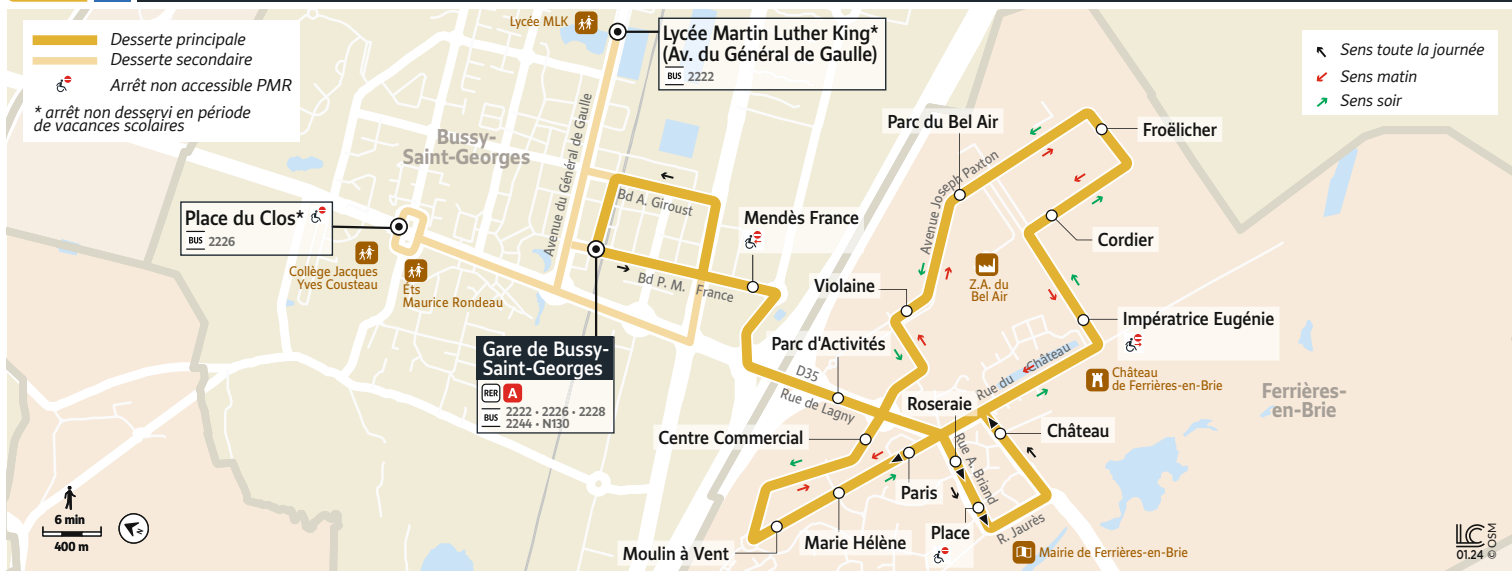 Desserte principale
Desserte secondaire
Arrêt non accessible PMR
* arrêt non desservi en période
de vacances scolaires
Lycée MLK
Lycée Martin Luther King*
(Av. du Général de Gaulle)
BUS 2222
Sens toute la journée
Sens matin
Sens soir
Bussy-
Saint-Georges
Avenue du Général de Gaulle
Place du Clos*
BUS 2226
Collège Jacques
Yves Cousteau
Éts
Maurice Rondeau
Bd A. Giroust
Bd P. M. France
Mendès France
Gare de Bussy-
Saint-Georges
RER A
BUS 2222 • 2226 • 2228
2244 • N130
Parc du Bel Air
Froëlicher
Avenue Joseph Paxton
Cordier
Z.A. du
Bel Air
Violaine
Impératrice Eugénie
Parc d'Activités
D35
Rue de Lagny
Rue du Château
Château
de Ferrières-en-Brie
Ferrières-
en-Brie
Roseraie
Centre Commercial
Château
Rue A. Briand
Paris
Marie Hélène
Moulin à Vent
Place
R. Jaurès
Mairie de Ferrières-en-Brie
6 min
400 m
N
LC
01.24 © OSM